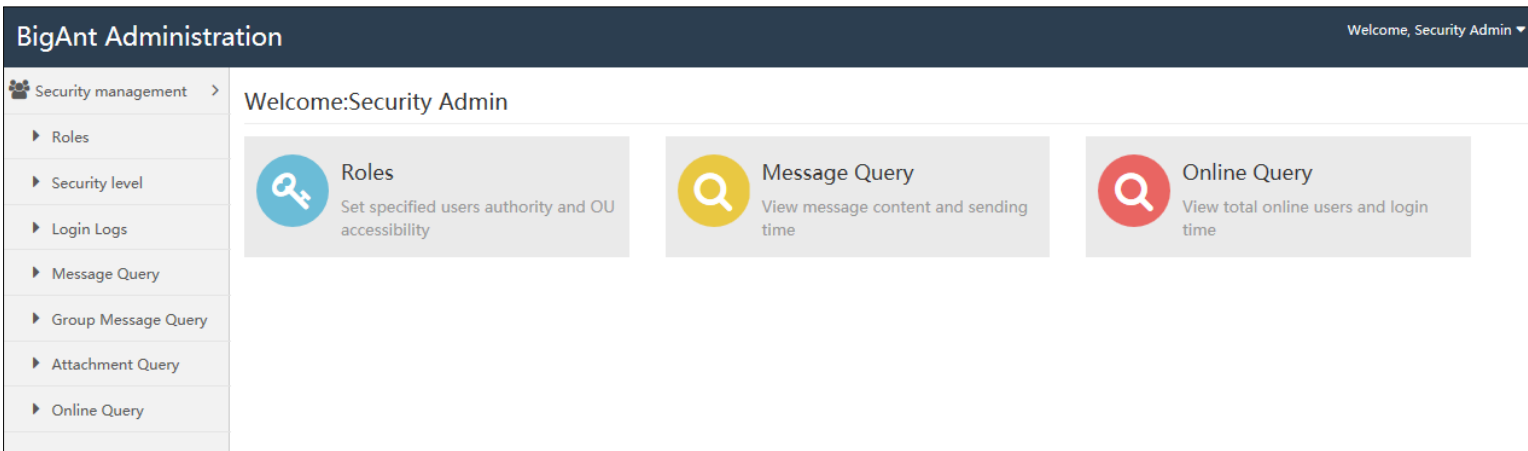 BigAnt Administration
Welcome, Security Admin
Security management
Roles
Security level
Login Logs
Message Query
Group Message Query
Attachment Query
Online Query
Welcome:Security Admin
Roles
Set specified users authority and OU
accessibility
Message Query
View message content and sending
time
Online Query
View total online users and login
time